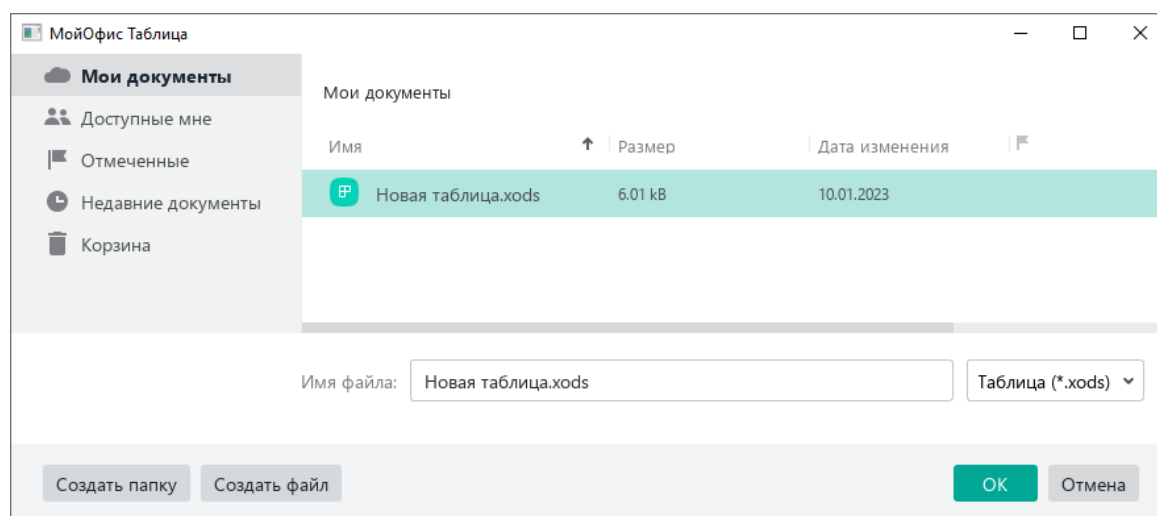 МойОфис Таблица
Мои документы
Доступные мне
Отмеченные
Недавние документы
Корзина
Мои документы
Имя Размер Дата изменения
Новая таблица.xods 6.01 kB 10.01.2023
Имя файла: Новая таблица.xods Таблица (*.xods)
Создать папку Создать файл OK Отмена